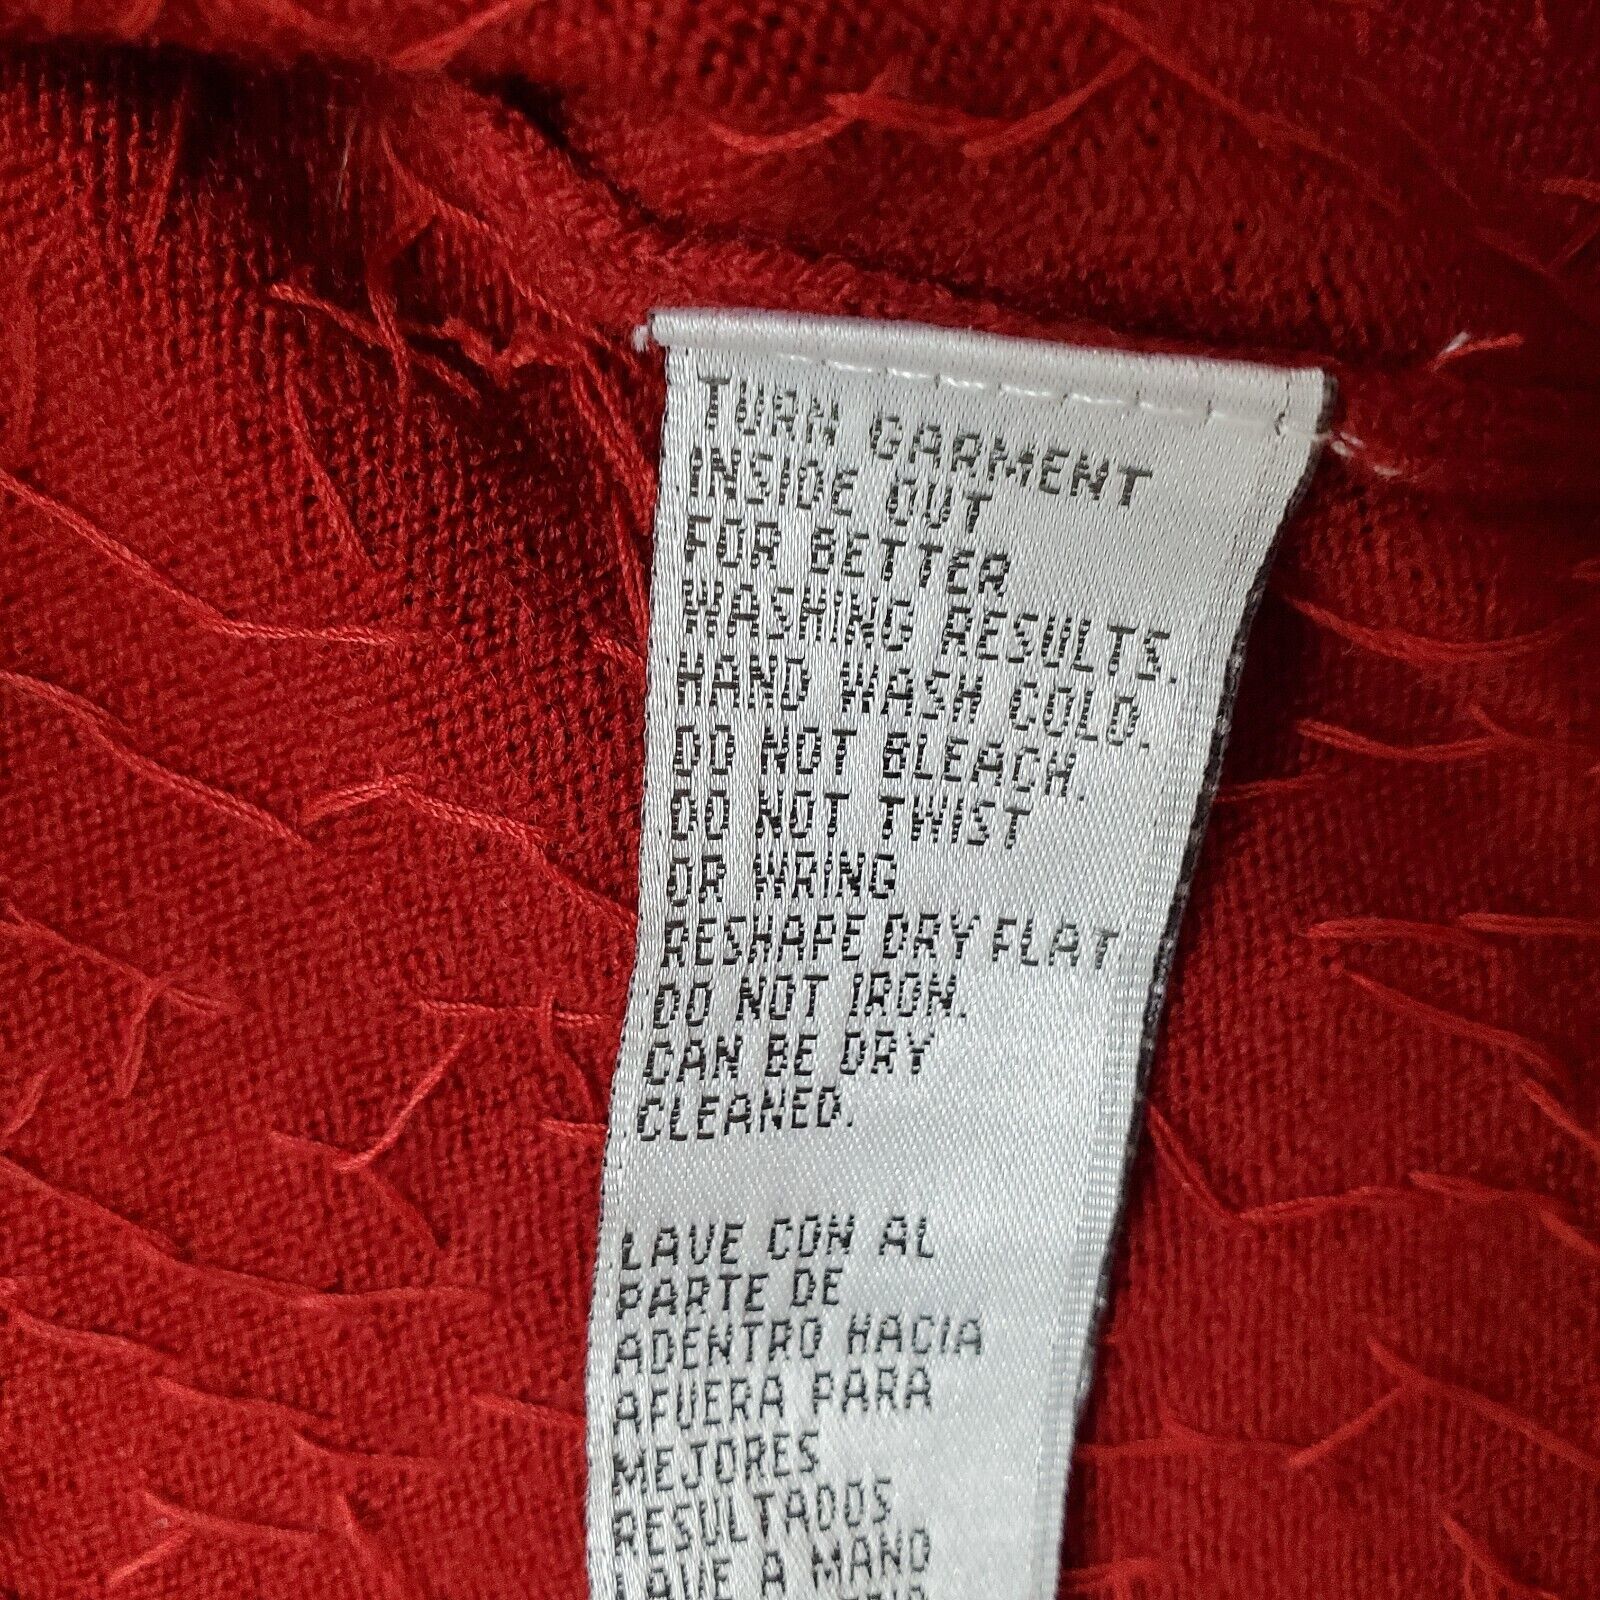 TURN GARMENT
INSIDE OUT
FOR BETTER
WASHING RESULTS.
HAND WASH COLD.
DO NOT BLEACH.
DO NOT TWIST
OR WRING
RESHAPE DRY FLAT
DO NOT IRON.
CAN BE DRY
CLEANED.
LAVE CON AL
PARTE DE
ADENTRO HACIA
AFUERA PARA
MEJORES
RESULTADOS
LAVE A MANO